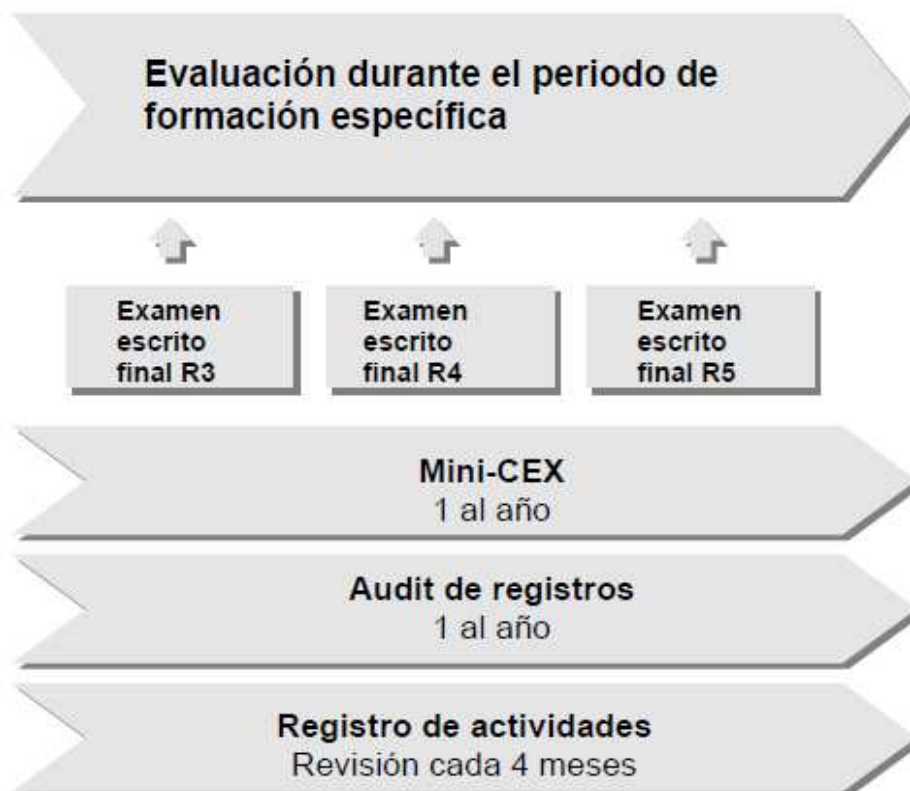 Evaluación durante el periodo de
formación específica
Examen
escrito
final R3
Examen
escrito
final R4
Examen
escrito
final R5
Mini-CEX
1 al año
Audit de registros
1 al año
Registro de actividades
Revisión cada 4 meses